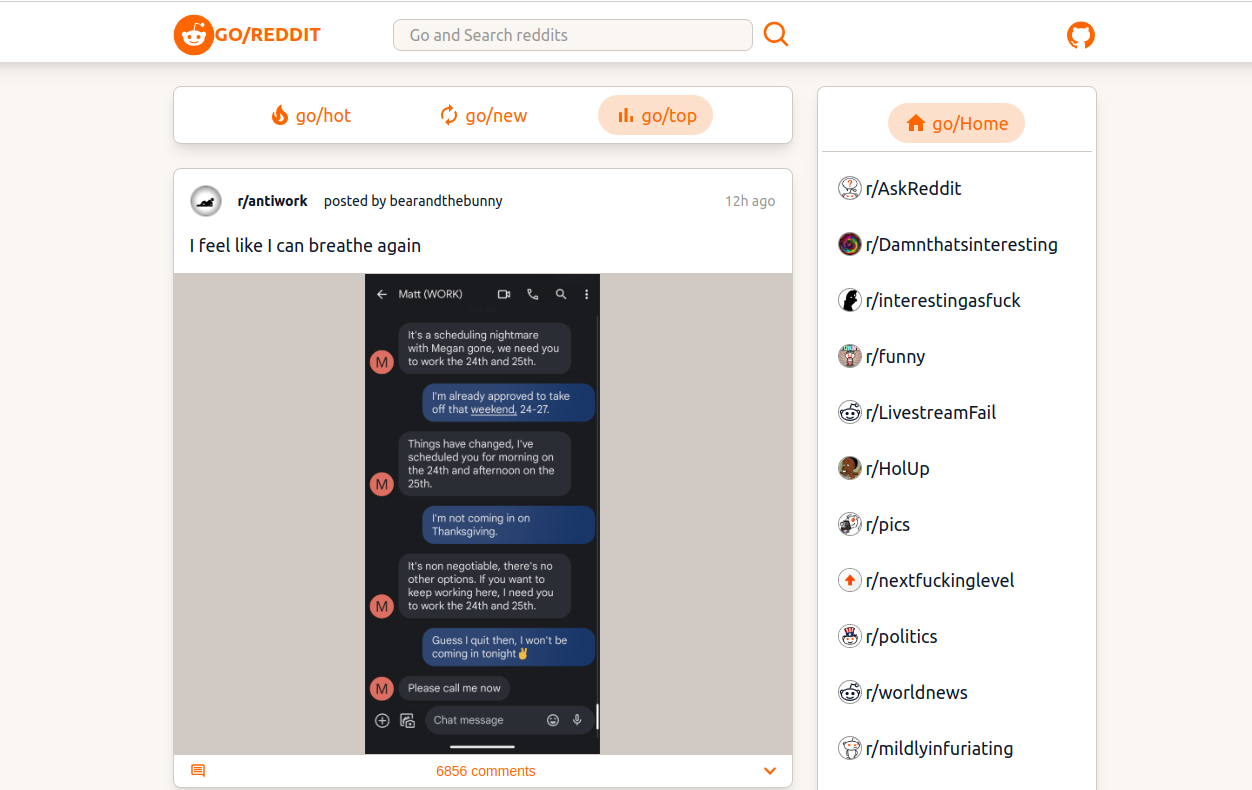 GO/REDDIT
Go and Search reddits
go/hot
go/new
go/top
r/antiwork posted by bearandthebunny 12h ago
I feel like I can breathe again
Matt (WORK)
It's a scheduling nightmare
with Megan gone, we need you
to work the 24th and 25th.
M
I'm already approved to take
off that weekend, 24-27.
Things have changed, I've
scheduled you for morning on
the 24th and afternoon on the
25th.
M
I'm not coming in on
Thanksgiving.
It's non negotiable, there's no
other options. If you want to
keep working here, I need you
to work the 24th and 25th.
M
Guess I quit then, I won't be
coming in tonight✌️
M
Please call me now
Chat message
6856 comments
go/Home
r/AskReddit
r/Damnthatsinteresting
r/interestingasfuck
r/funny
r/LivestreamFail
r/HolUp
r/pics
r/nextfuckinglevel
r/politics
r/worldnews
r/mildlyinfuriating